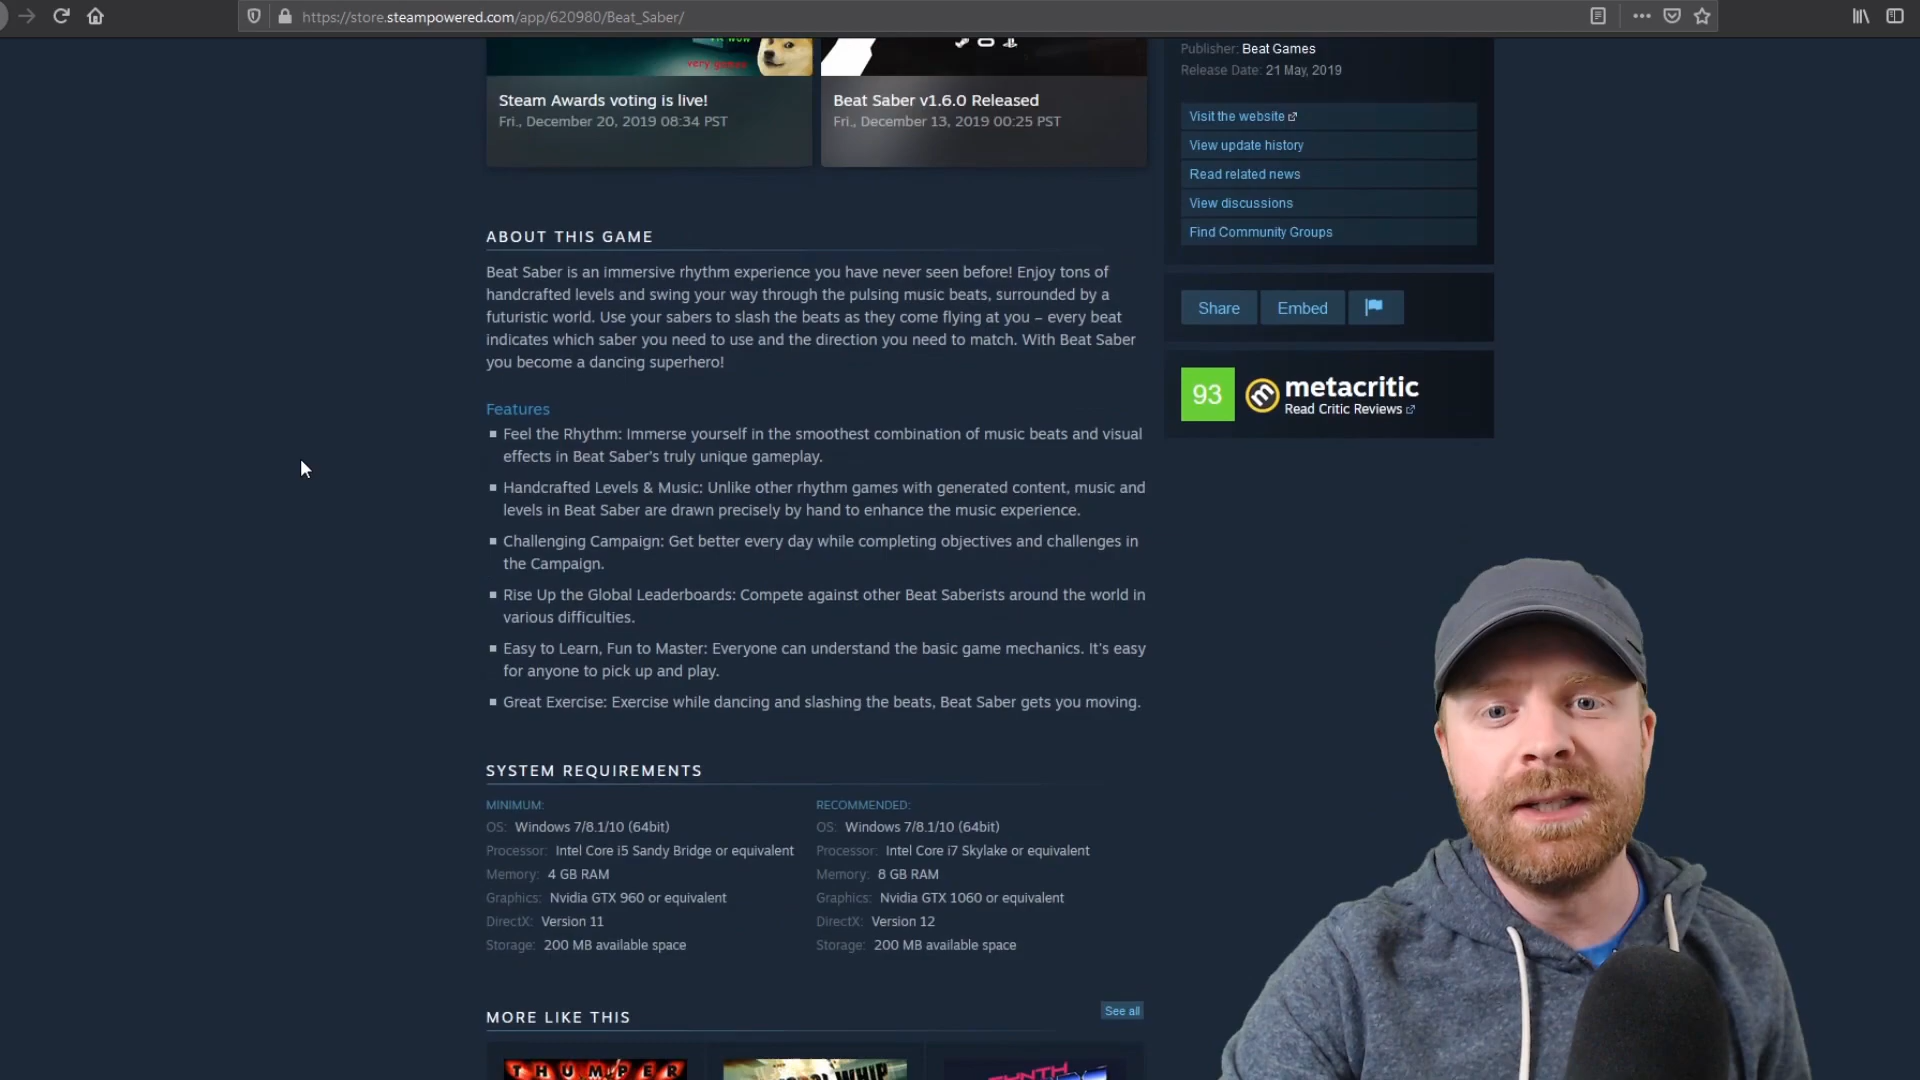 https://store.steampowered.com/app/620980/Beat_Saber/
very games
Steam Awards voting is live!
Fri., December 20, 2019 08:34 PST
Beat Saber v1.6.0 Released
Fri., December 13, 2019 00:25 PST
Publisher: Beat Games
Release Date: 21 May, 2019
Visit the website
View update history
Read related news
View discussions
Find Community Groups
Share
Embed
93
m
metacritic
Read Critic Reviews
ABOUT THIS GAME
Beat Saber is an immersive rhythm experience you have never seen before! Enjoy tons of
handcrafted levels and swing your way through the pulsing music beats, surrounded by a
futuristic world. Use your sabers to slash the beats as they come flying at you – every beat
indicates which saber you need to use and the direction you need to match. With Beat Saber
you become a dancing superhero!
Features
Feel the Rhythm: Immerse yourself in the smoothest combination of music beats and visual
effects in Beat Saber's truly unique gameplay.
Handcrafted Levels & Music: Unlike other rhythm games with generated content, music and
levels in Beat Saber are drawn precisely by hand to enhance the music experience.
Challenging Campaign: Get better every day while completing objectives and challenges in
the Campaign.
Rise Up the Global Leaderboards: Compete against other Beat Saberists around the world in
various difficulties.
Easy to Learn, Fun to Master: Everyone can understand the basic game mechanics. It's easy
for anyone to pick up and play.
Great Exercise: Exercise while dancing and slashing the beats, Beat Saber gets you moving.
SYSTEM REQUIREMENTS
MINIMUM:
OS: Windows 7/8.1/10 (64bit)
Processor: Intel Core i5 Sandy Bridge or equivalent
Memory: 4 GB RAM
Graphics: Nvidia GTX 960 or equivalent
DirectX: Version 11
Storage: 200 MB available space
RECOMMENDED:
OS: Windows 7/8.1/10 (64bit)
Processor: Intel Core i7 Skylake or equivalent
Memory: 8 GB RAM
Graphics: Nvidia GTX 1060 or equivalent
DirectX: Version 12
Storage: 200 MB available space
MORE LIKE THIS
See all
THUMPER
WHIP
SYNTH